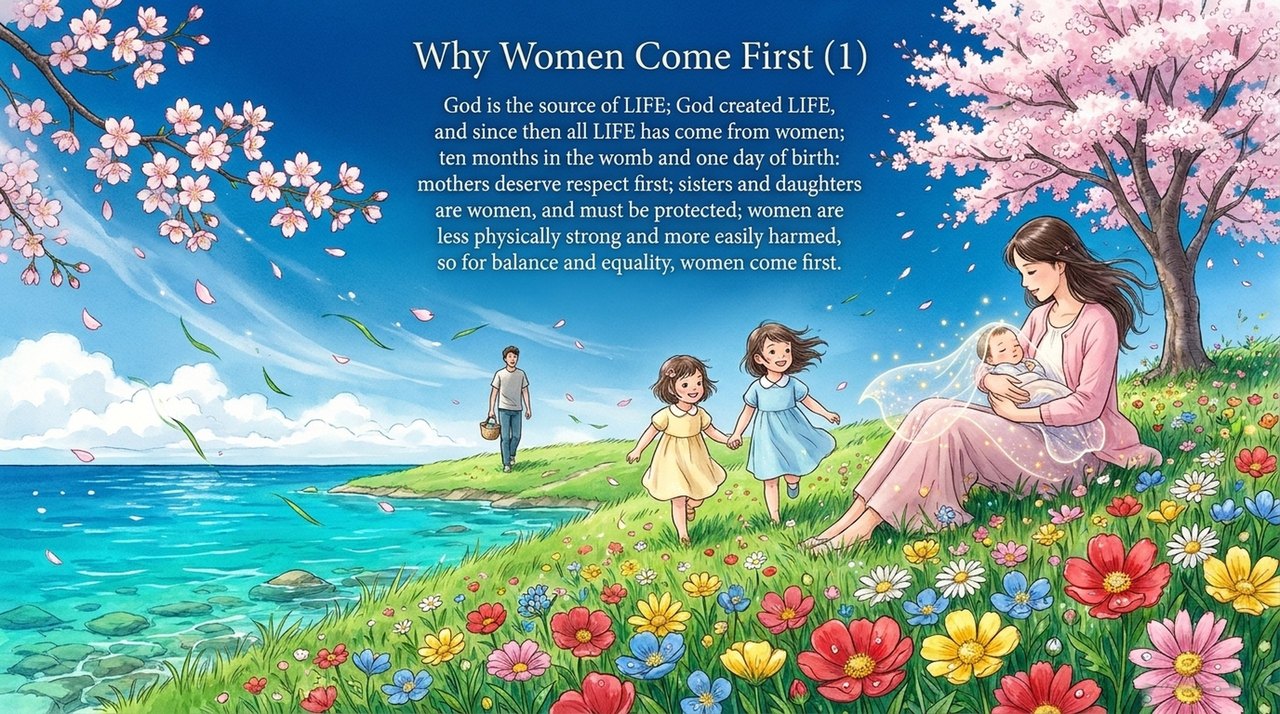 Why Women Come First (1)
God is the source of LIFE; God created LIFE,
and since then all LIFE has come from women;
ten months in the womb and one day of birth:
mothers deserve respect first; sisters and daughters
are women, and must be protected; women are
less physically strong and more easily harmed,
so for balance and equality, women come first.